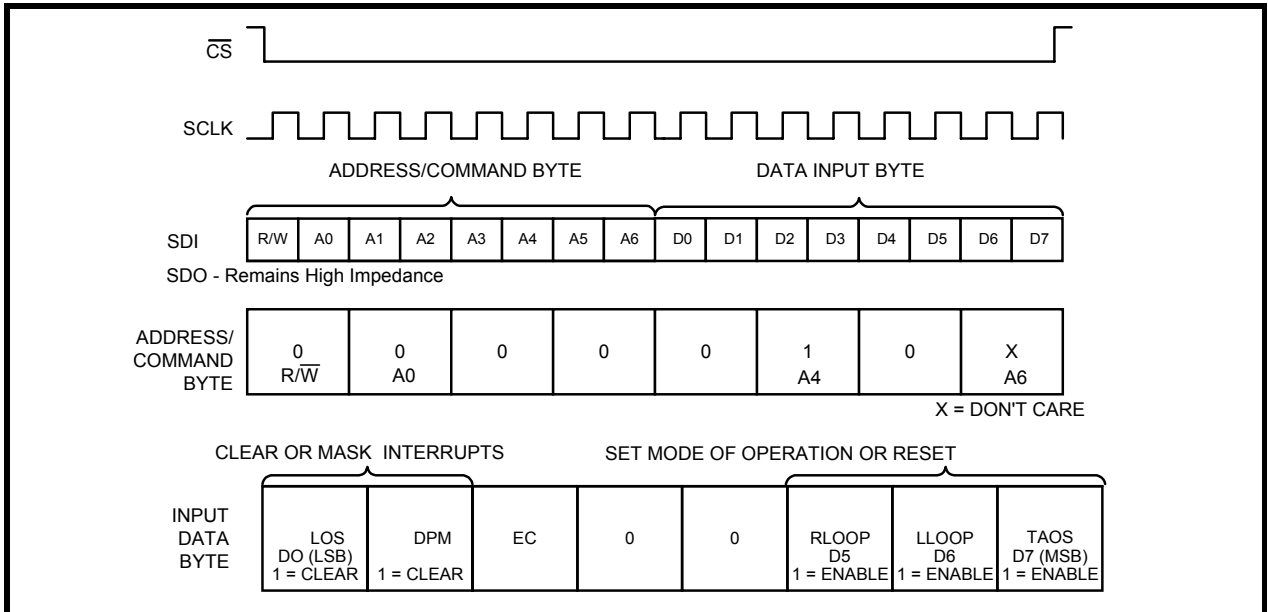 CS
SCLK
ADDRESS/COMMAND BYTE DATA INPUT BYTE
SDI R/W A0 A1 A2 A3 A4 A5 A6 D0 D1 D2 D3 D4 D5 D6 D7
SDO - Remains High Impedance
ADDRESS/
COMMAND
BYTE
0 0 0 0 0 1 0 X
R/W A0 A4 A6
X = DON'T CARE
CLEAR OR MASK INTERRUPTS SET MODE OF OPERATION OR RESET
INPUT
DATA
BYTE
LOS DPM EC 0 0 RLOOP LLOOP TAOS
DO (LSB) D5 D6 D7 (MSB)
1 = CLEAR 1 = CLEAR 1 = ENABLE 1 = ENABLE 1 = ENABLE